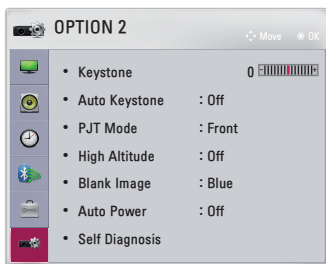 OPTION 2
Move OK
• Keystone 0
• Auto Keystone : Off
• PJT Mode : Front
• High Altitude : Off
• Blank Image : Blue
• Auto Power : Off
• Self Diagnosis